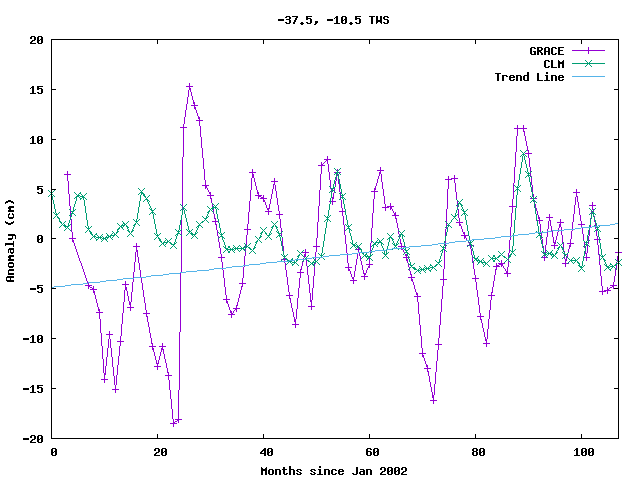 -37.5, -10.5 TWS
GRACE
CLM
Trend Line
20
15
10
5
0
-5
-10
-15
-20
Anomaly (cm)
0 20 40 60 80 100
Months since Jan 2002